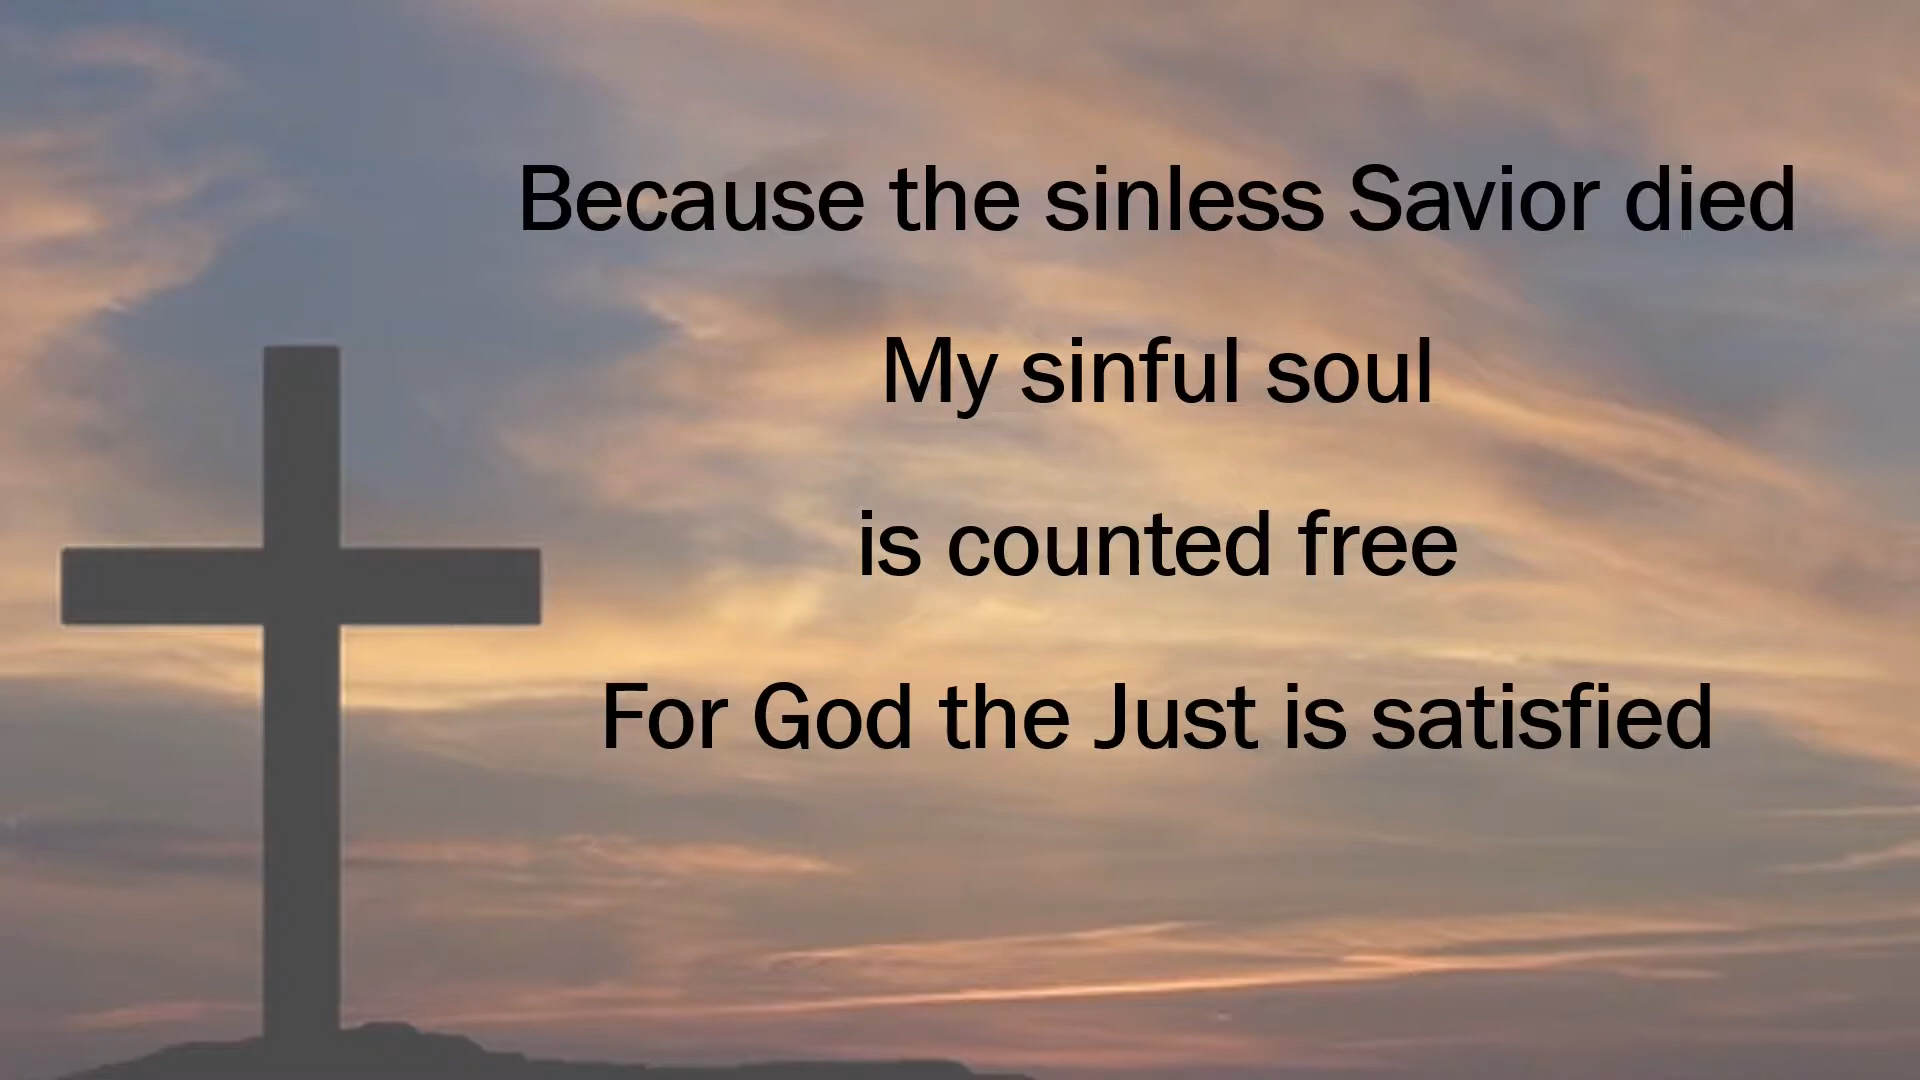 Because the sinless Savior died
My sinful soul
is counted free
For God the Just is satisfied